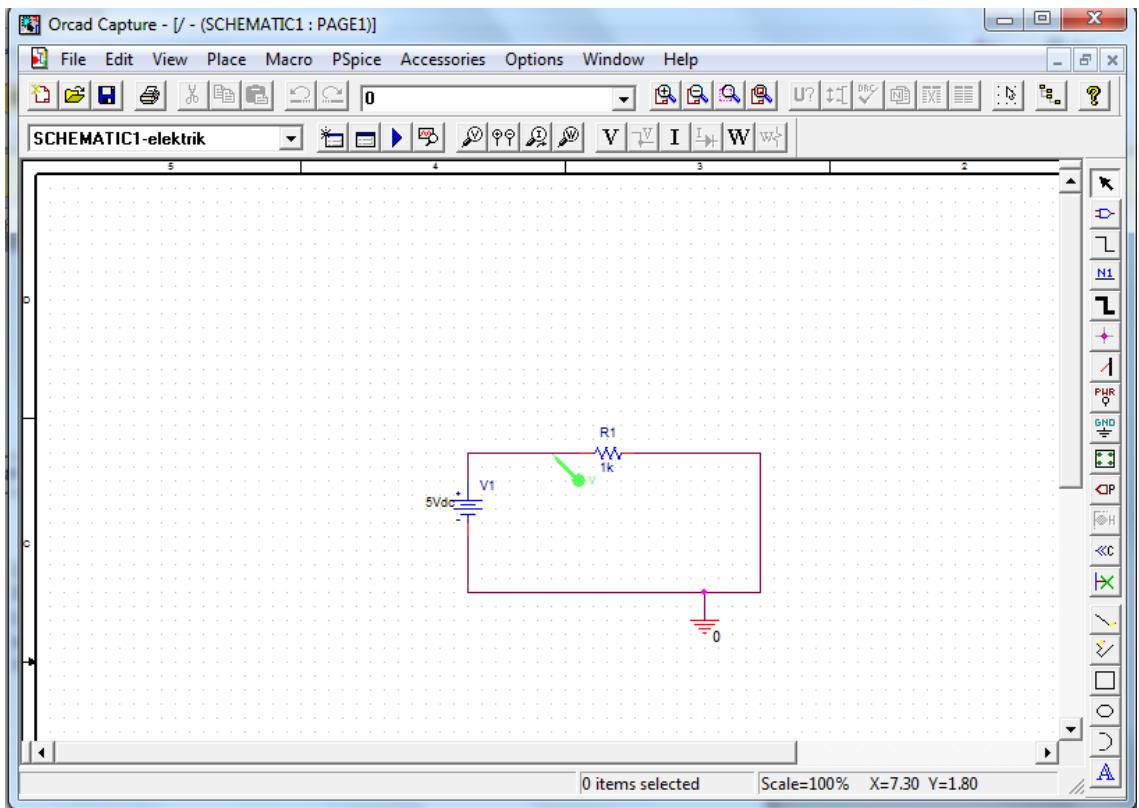 Orcad Capture - [/ - (SCHEMATIC1 : PAGE1)]
File Edit View Place Macro PSpice Accessories Options Window Help
0 U? DRC
SCHEMATIC1-elektrik V V I I W W
5 4 3 2
N1
D
PWR
R1
GND
1k
V
V1
P
5Vdc
+
-
H
C
C
0
A
0 items selected Scale=100% X=7.30 Y=1.80